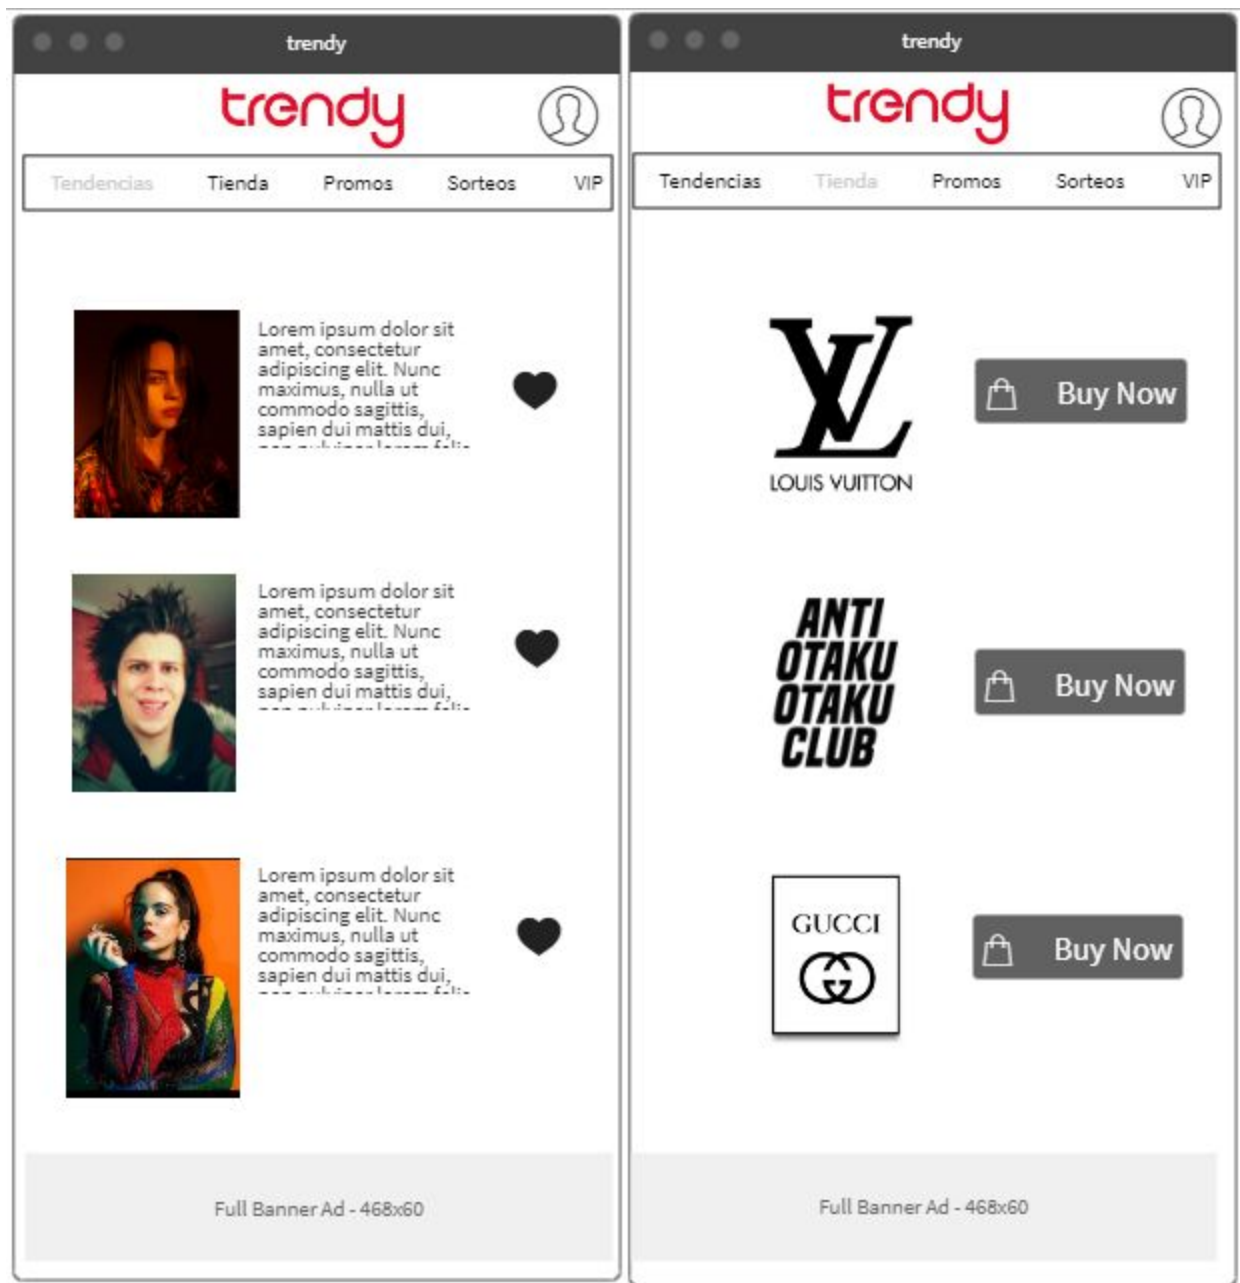 trendy
trendy
Tendencias Tienda Promos Sorteos VIP
Lorem ipsum dolor sit
amet, consectetur
adipiscing elit. Nunc
maximus, nulla ut
commodo sagittis,
sapien dui mattis dui,
Lorem ipsum dolor sit
amet, consectetur
adipiscing elit. Nunc
maximus, nulla ut
commodo sagittis,
sapien dui mattis dui,
Lorem ipsum dolor sit
amet, consectetur
adipiscing elit. Nunc
maximus, nulla ut
commodo sagittis,
sapien dui mattis dui,
Full Banner Ad - 468x60
trendy
trendy
Tendencias Tienda Promos Sorteos VIP
LV
LOUIS VUITTON
Buy Now
ANTI
OTAKU
OTAKU
CLUB
Buy Now
GUCCI
Buy Now
Full Banner Ad - 468x60